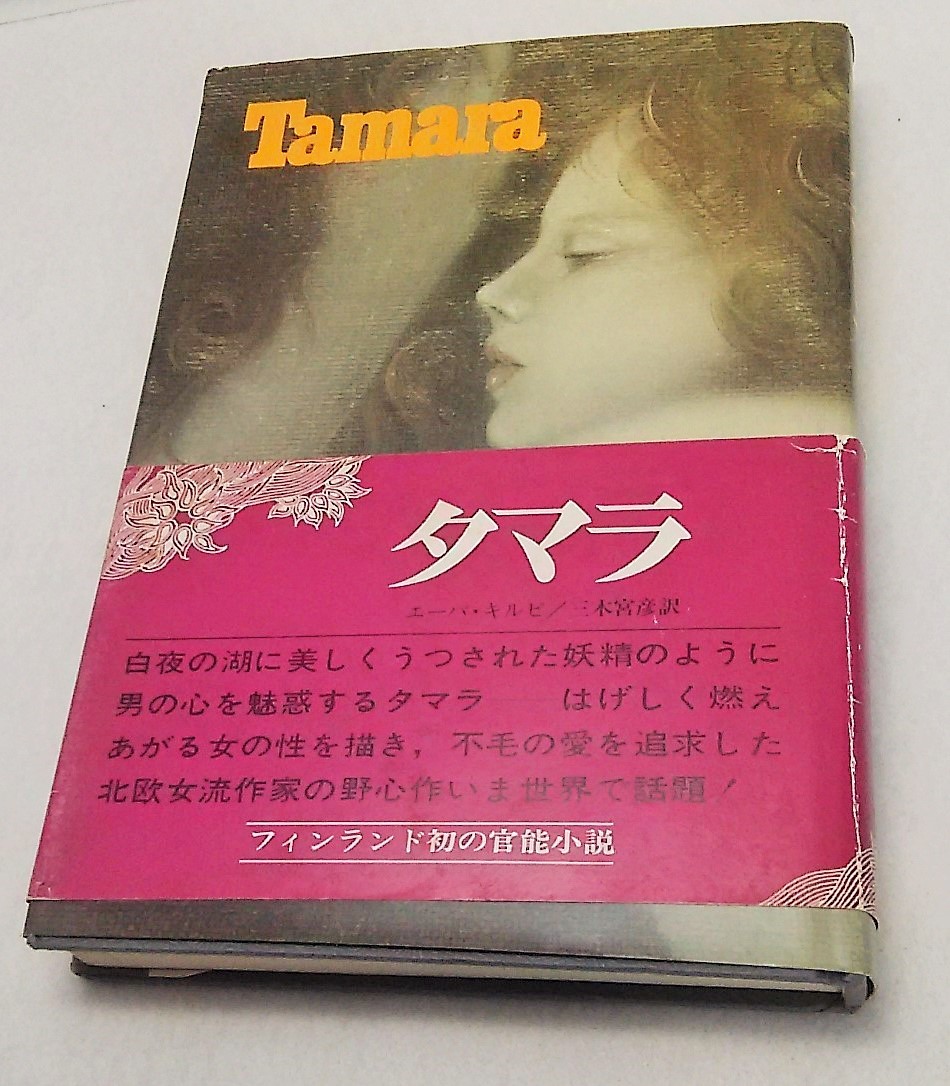 Tamara
タマラ
エーバ・キルピ／三木宮彦訳
白夜の湖に美しくうつされた妖精のように
男の心を魅惑するタマラ──はげしく燃え
あがる女の性を描き，不毛の愛を追求した
北欧女流作家の野心作いま世界で話題！
フィンランド初の官能小説